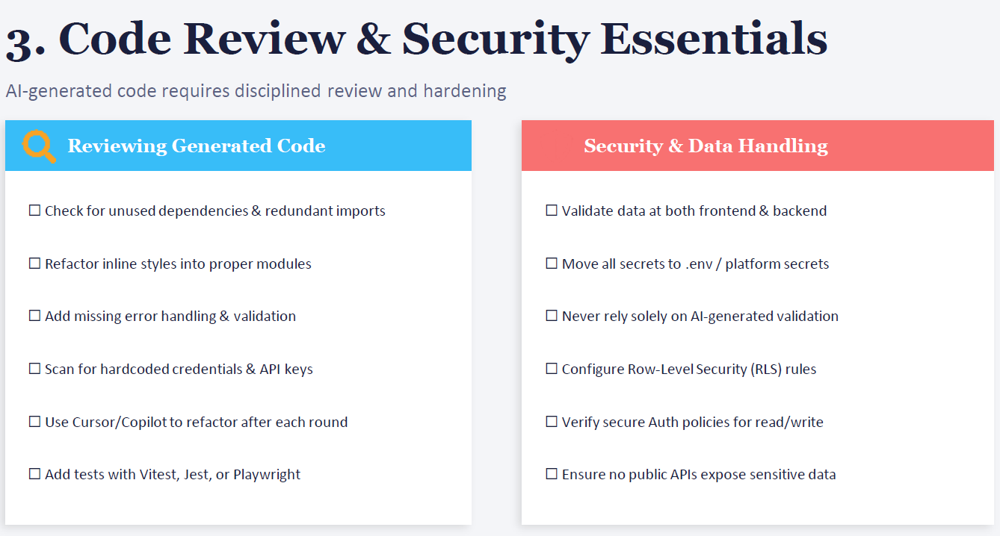 3. Code Review & Security Essentials
AI-generated code requires disciplined review and hardening
Reviewing Generated Code
☐ Check for unused dependencies & redundant imports
☐ Refactor inline styles into proper modules
☐ Add missing error handling & validation
☐ Scan for hardcoded credentials & API keys
☐ Use Cursor/Copilot to refactor after each round
☐ Add tests with Vitest, Jest, or Playwright
Security & Data Handling
☐ Validate data at both frontend & backend
☐ Move all secrets to .env / platform secrets
☐ Never rely solely on AI-generated validation
☐ Configure Row-Level Security (RLS) rules
☐ Verify secure Auth policies for read/write
☐ Ensure no public APIs expose sensitive data